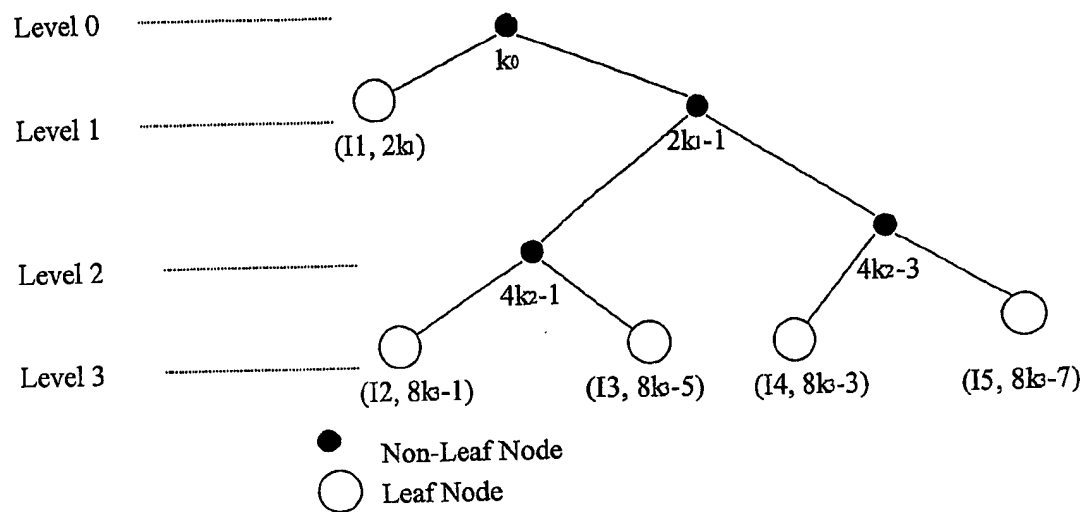 Level 0
k0
Level 1
(I1, 2k1)
2k1-1
Level 2
4k2-1
4k2-3
Level 3
(I2, 8k3-1)
(I3, 8k3-5)
(I4, 8k3-3)
(I5, 8k3-7)
Non-Leaf Node
Leaf Node